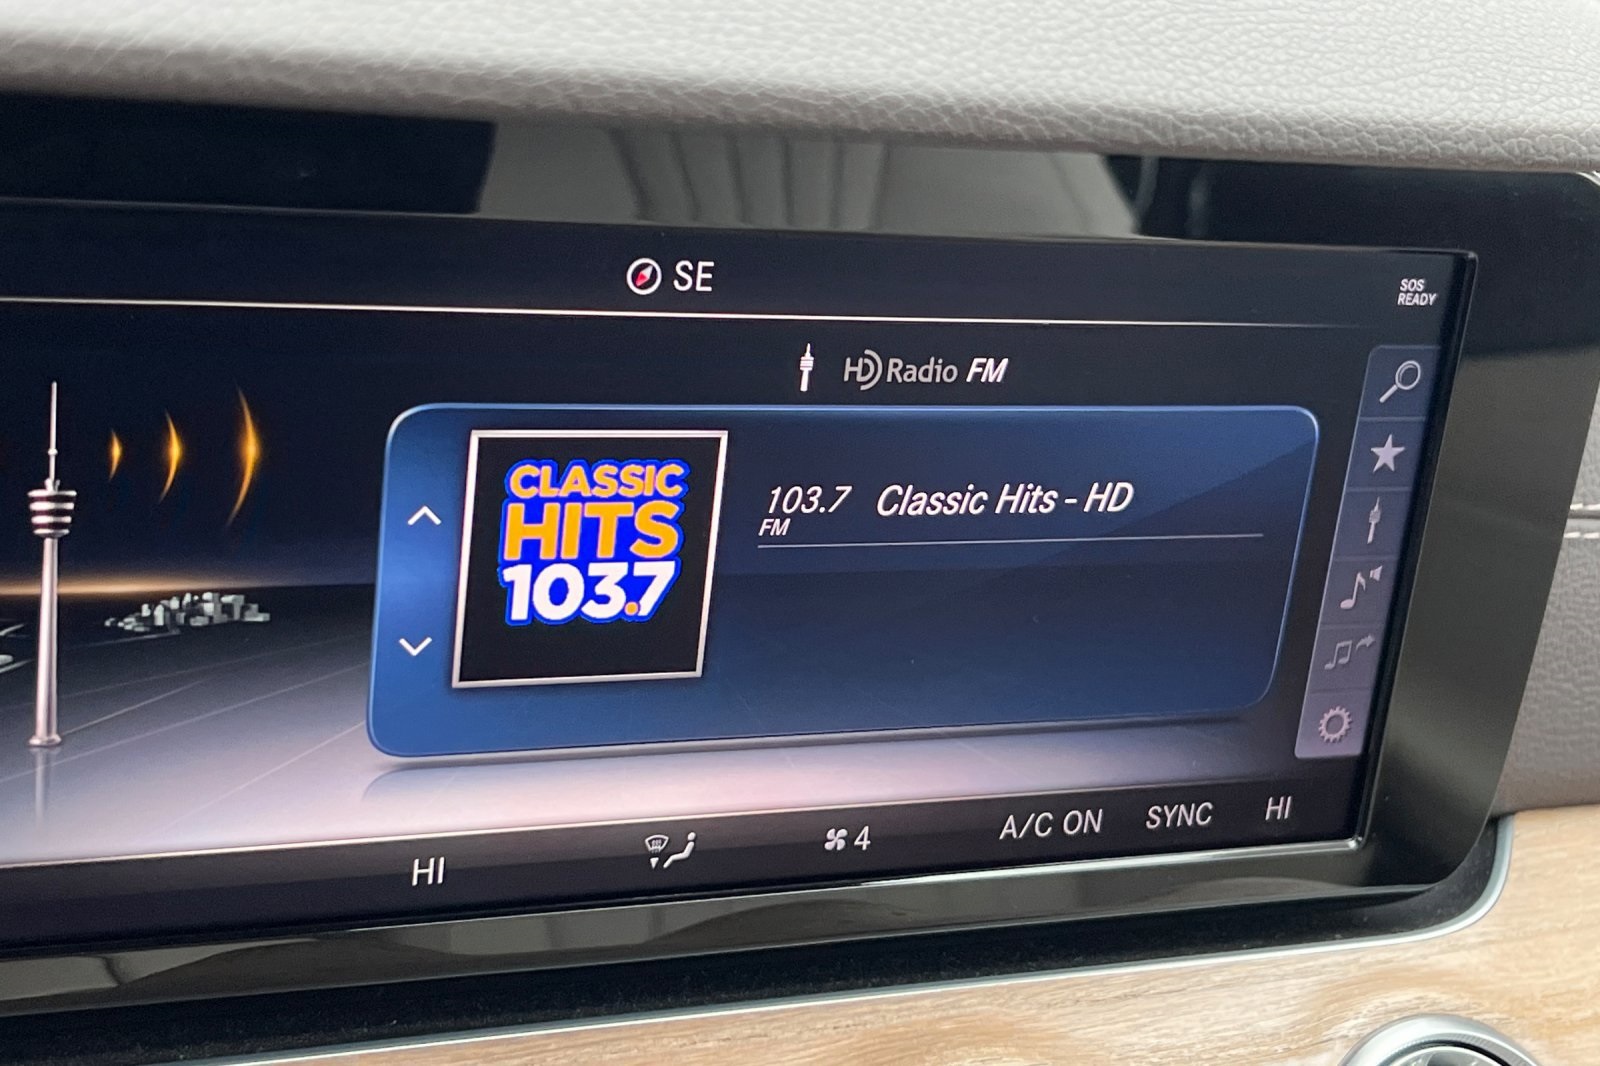 SE
SOS
READY
HD Radio FM
CLASSIC
HITS
103.7
103.7 Classic Hits - HD
FM
HI
4
A/C ON
SYNC
HI